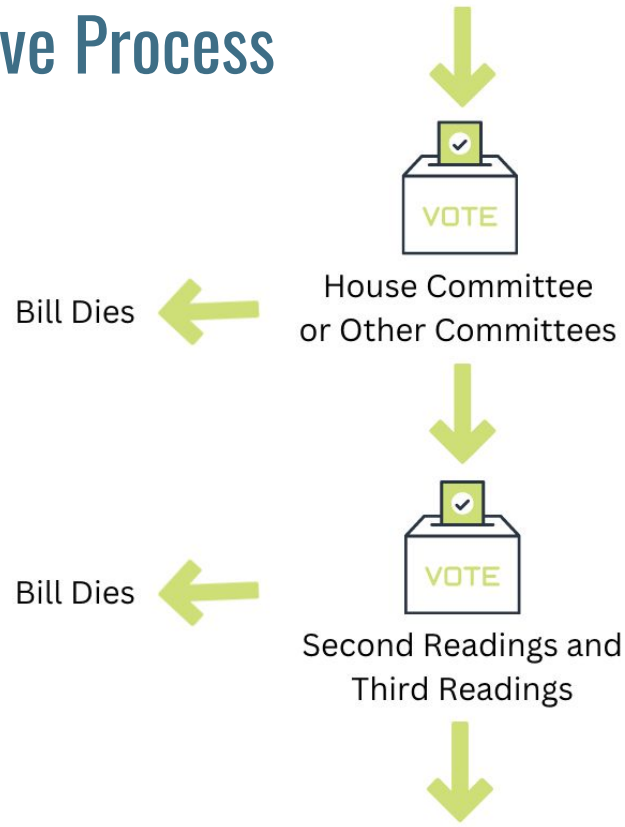 ve Process
VOTE
House Committee
or Other Committees
Bill Dies
VOTE
Bill Dies
Second Readings and
Third Readings